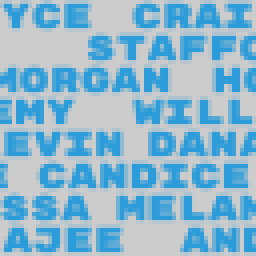 YCE CRAI
STAFFO
MORGAN HO
EMY WILL
EVIN DANA
E CANDICE
SSA MELAN
AJEE AND